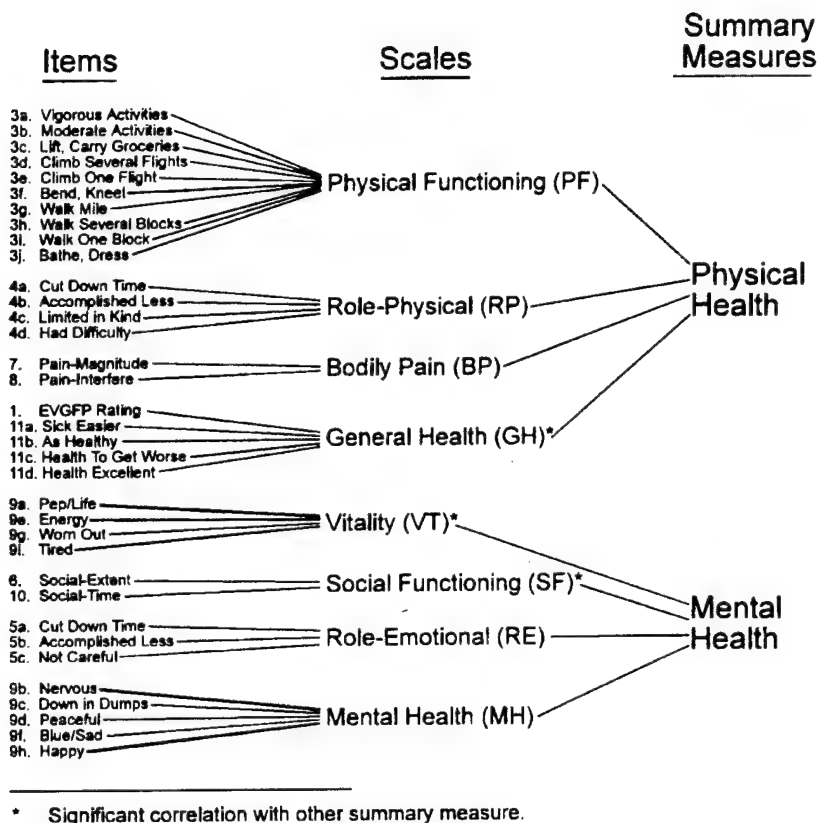 Items
Scales
Summary
Measures
3a. Vigorous Activities
3b. Moderate Activities
3c. Lift, Carry Groceries
3d. Climb Several Flights
3e. Climb One Flight
3f. Bend, Kneel
3g. Walk Mile
3h. Walk Several Blocks
3i. Walk One Block
3j. Bathe, Dress
Physical Functioning (PF)
4a. Cut Down Time
4b. Accomplished Less
4c. Limited in Kind
4d. Had Difficulty
Role-Physical (RP)
7. Pain-Magnitude
8. Pain-Interfere
Bodily Pain (BP)
1. EVGFP Rating
11a. Sick Easier
11b. As Healthy
11c. Health To Get Worse
11d. Health Excellent
General Health (GH)*
Physical
Health
9a. Pep/Life
9e. Energy
9g. Worn Out
9i. Tired
Vitality (VT)*
6. Social-Extent
10. Social-Time
Social Functioning (SF)*
5a. Cut Down Time
5b. Accomplished Less
5c. Not Careful
Role-Emotional (RE)
9b. Nervous
9c. Down in Dumps
9d. Peaceful
9f. Blue/Sad
9h. Happy
Mental Health (MH)
Mental
Health
* Significant correlation with other summary measure.